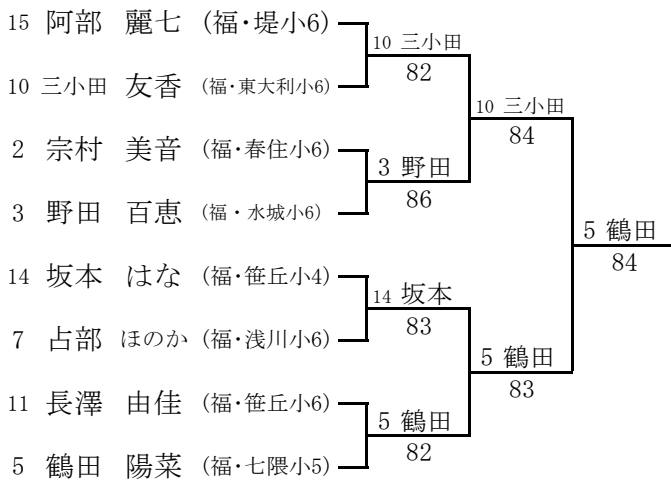 15 阿部 麗七 (福・堤小6)
10 三小田 友香 (福・東大利小6)
2 宗村 美音 (福・春住小6)
3 野田 百恵 (福・水城小6)
14 坂本 はな (福・笹丘小4)
7 占部 ほのか (福・浅川小6)
11 長澤 由佳 (福・笹丘小6)
5 鶴田 陽菜 (福・七隈小5)
10 三小田
82
3 野田
86
14 坂本
83
5 鶴田
82
10 三小田
84
5 鶴田
83
5 鶴田
84